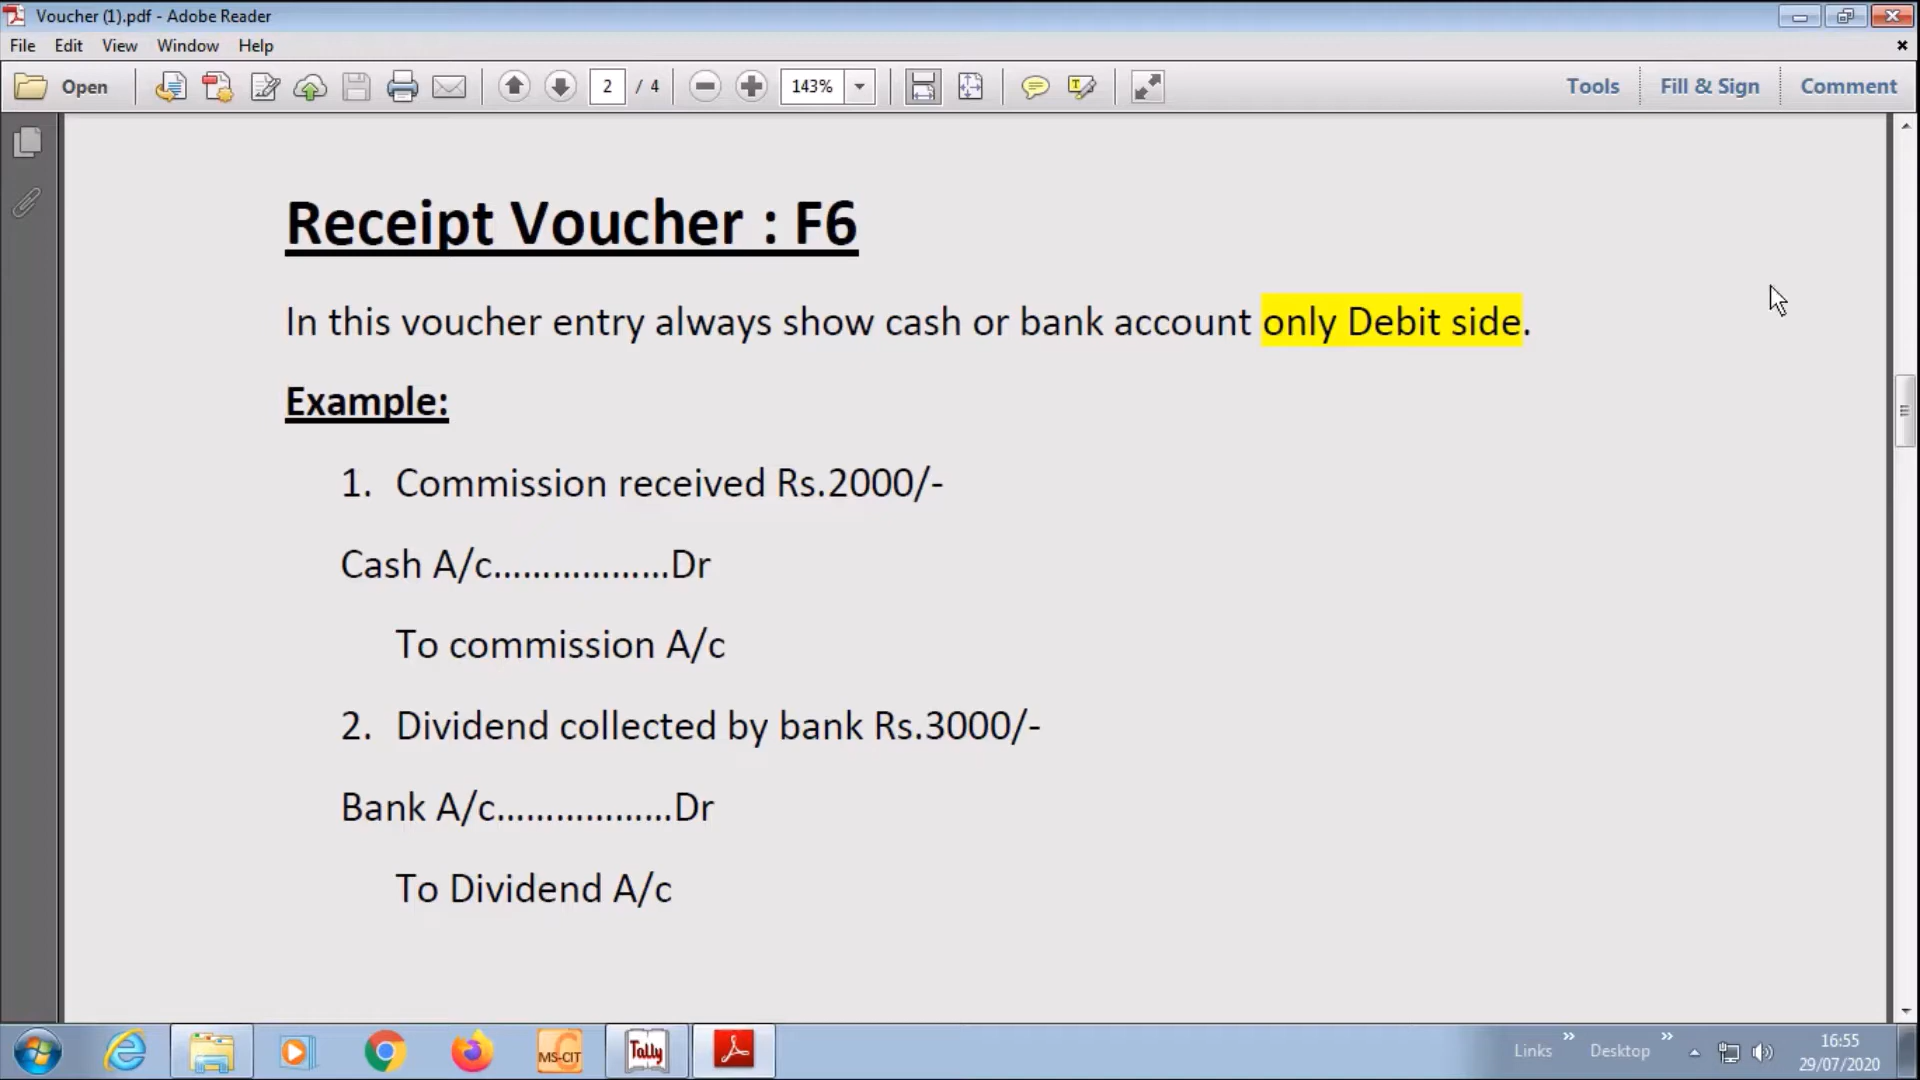 Voucher (1).pdf - Adobe Reader
File Edit View Window Help
Open 2 / 4 143% Tools Fill & Sign Comment
Receipt Voucher : F6
In this voucher entry always show cash or bank account only Debit side.
Example:
1. Commission received Rs.2000/-
Cash A/c..................Dr
To commission A/c
2. Dividend collected by bank Rs.3000/-
Bank A/c..................Dr
To Dividend A/c
MS-CIT Tally Links Desktop 16:55
29/07/2020